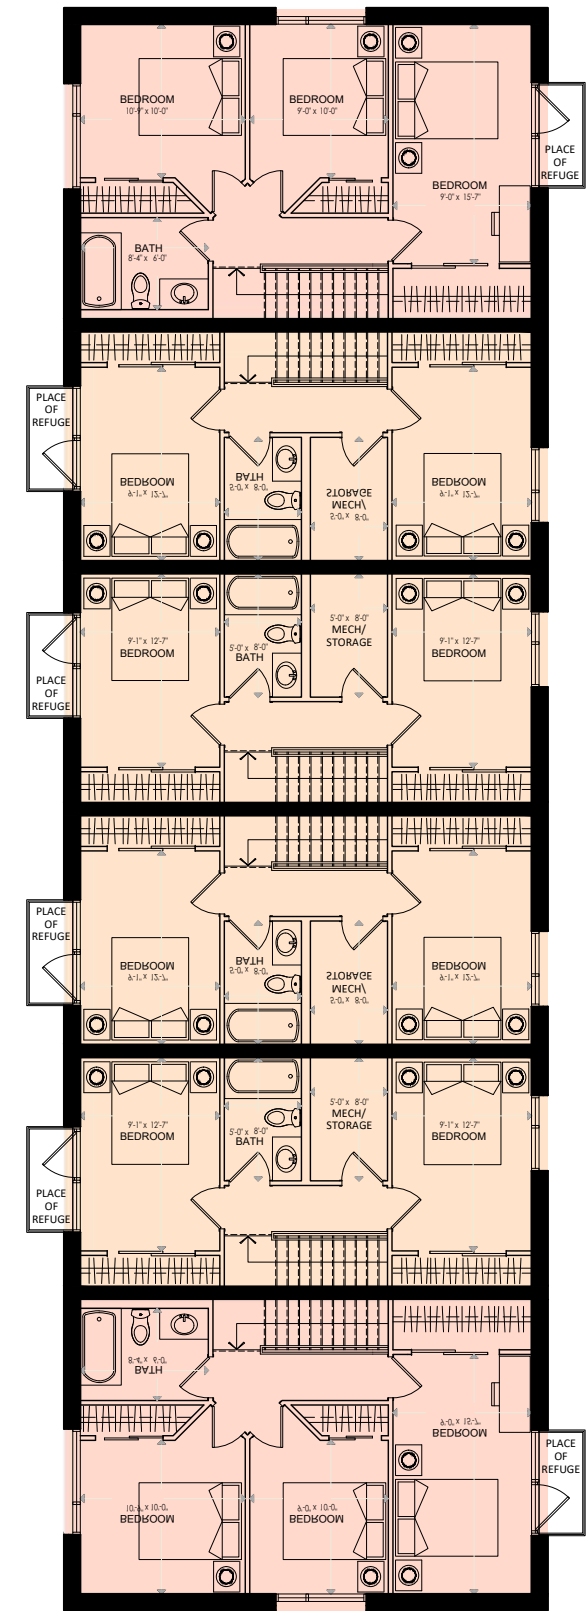 BEDROOM
10'-9" x 10'-0"
BEDROOM
9'-0" x 10'-0"
PLACE
OF
REFUGE
BEDROOM
9'-0" x 15'-7"
BATH
8'-4" x 6'-0"
PLACE
OF
REFUGE
BEDROOM
9'-1" x 12'-7"
BATH
5'-0" x 8'-0"
MECH/
STORAGE
5'-0" x 8'-0"
BEDROOM
9'-1" x 12'-7"
9'-1" x 12'-7"
BEDROOM
5'-0" x 8'-0"
BATH
5'-0" x 8'-0"
MECH/
STORAGE
9'-1" x 12'-7"
BEDROOM
PLACE
OF
REFUGE
PLACE
OF
REFUGE
BEDROOM
9'-1" x 12'-7"
BATH
5'-0" x 8'-0"
MECH/
STORAGE
5'-0" x 8'-0"
BEDROOM
9'-1" x 12'-7"
9'-1" x 12'-7"
BEDROOM
5'-0" x 8'-0"
BATH
5'-0" x 8'-0"
MECH/
STORAGE
9'-1" x 12'-7"
BEDROOM
PLACE
OF
REFUGE
BATH
8'-4" x 6'-0"
BEDROOM
9'-0" x 15'-7"
PLACE
OF
REFUGE
BEDROOM
10'-9" x 10'-0"
BEDROOM
9'-0" x 10'-0"